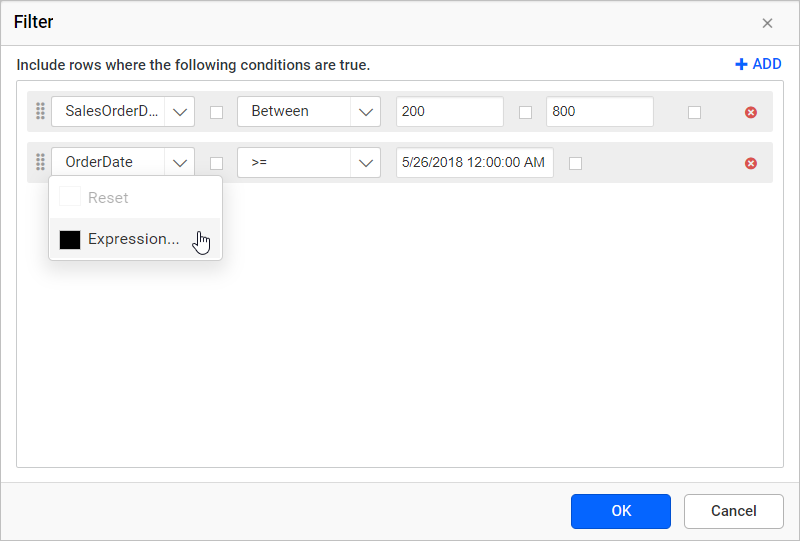 Filter
Include rows where the following conditions are true.
ADD
SalesOrderD... Between 200 800
OrderDate >= 5/26/2018 12:00:00 AM
Reset
Expression...
OK Cancel